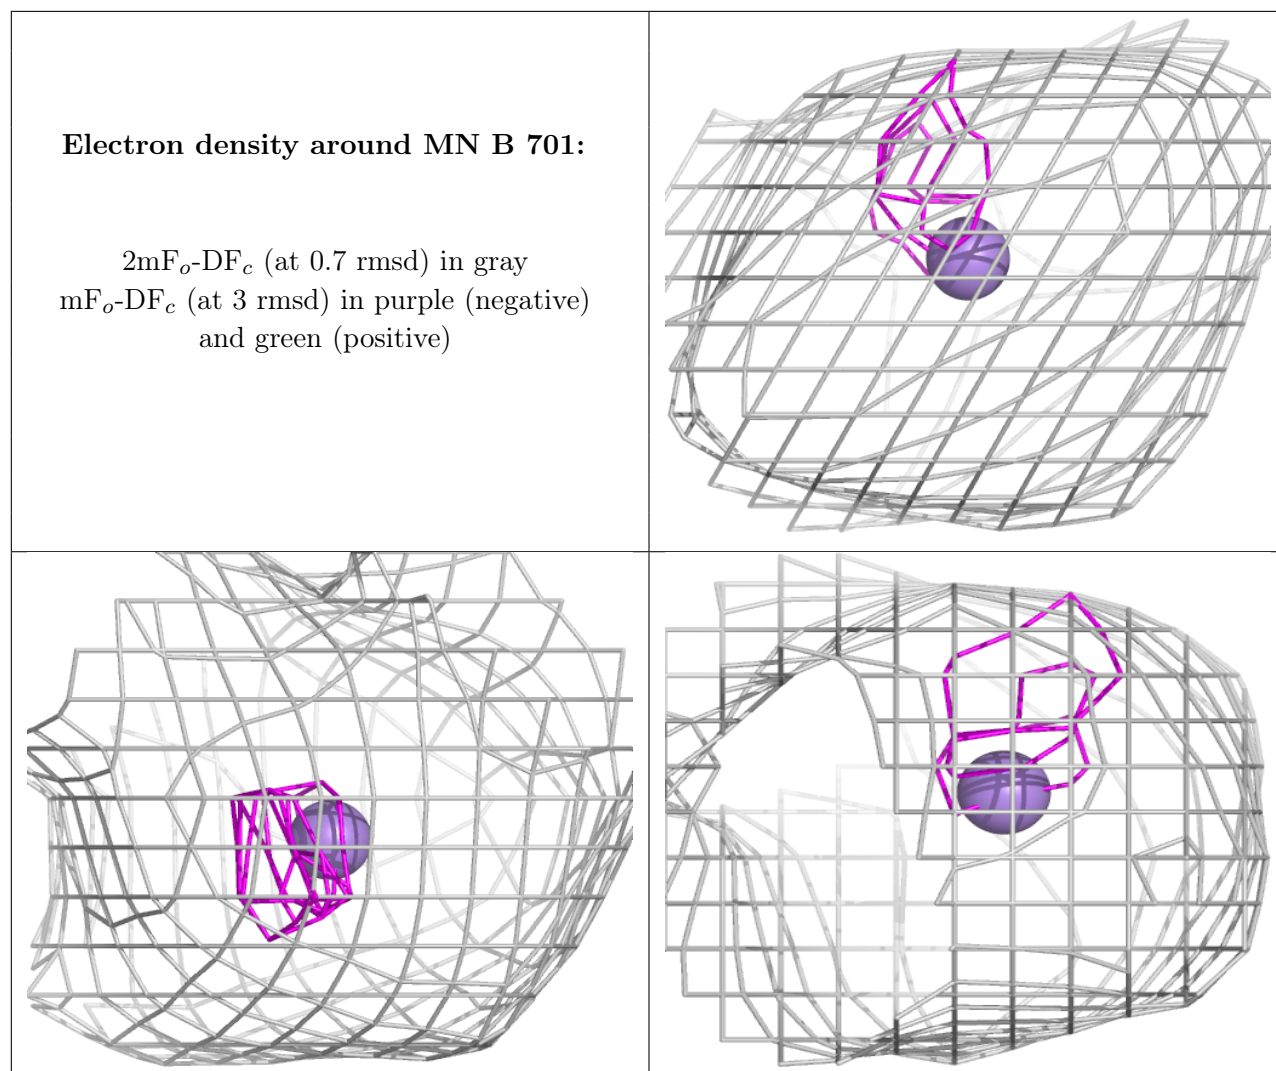 Electron density around MN B 701:
2mFo-DFc (at 0.7 rmsd) in gray
mFo-DFc (at 3 rmsd) in purple (negative)
and green (positive)